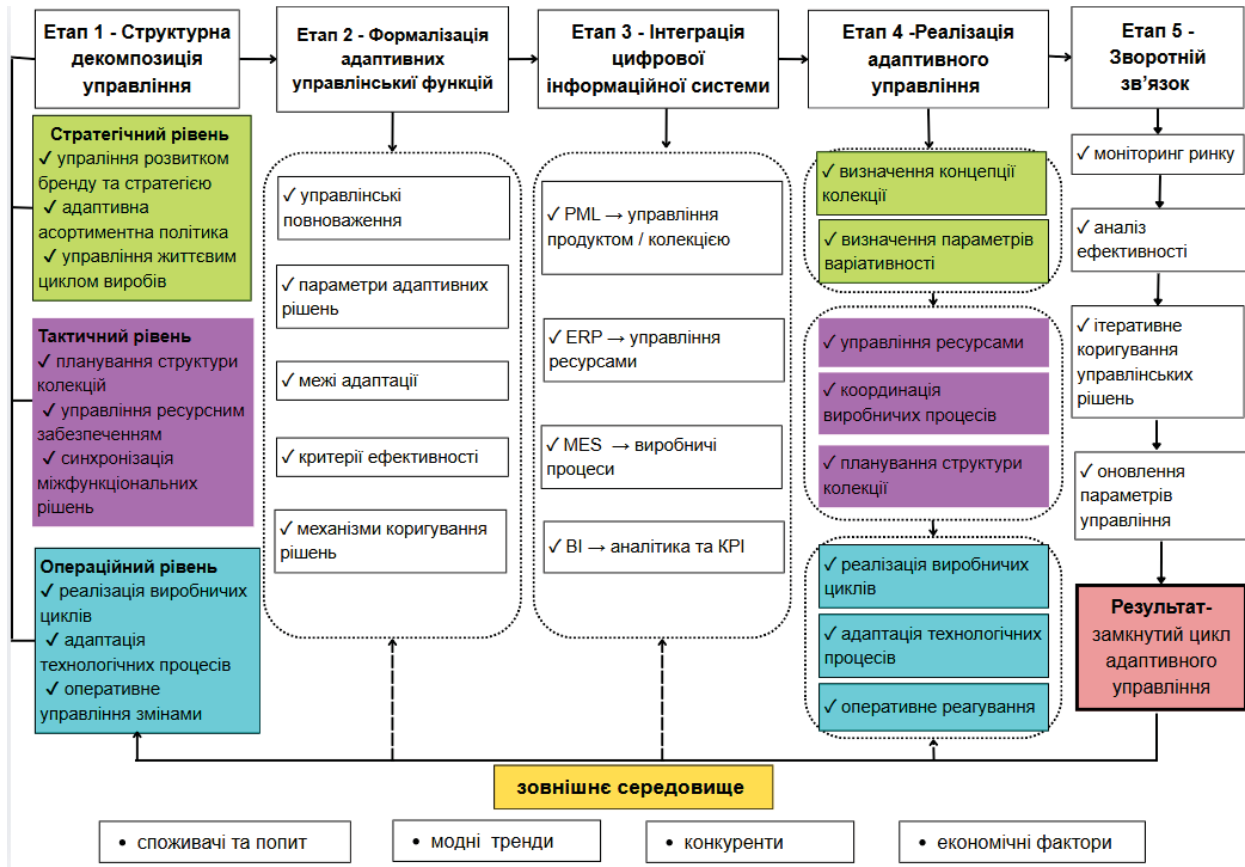 Етап 1 - Структурна
декомпозиція
управління
Стратегічний рівень
✓ упраління розвитком
бренду та стратегією
✓ адаптивна
асортиментна політика
✓ управління життєвим
циклом виробів
Тактичний рівень
✓ планування структури
колекцій
✓ управління ресурсним
забезпеченням
✓ синхронізація
міжфункціональних
рішень
Операційний рівень
✓ реалізація виробничих
циклів
✓ адаптація
технологічних процесів
✓ оперативне
управління змінами
Етап 2 - Формалізація
адаптивних
управлінськиї функцій
✓ управлінські
повноваження
✓ параметри адаптивних
рішень
✓ межі адаптації
✓ критерії ефективності
✓ механізми коригування
рішень
Етап 3 - Інтеграція
цифрової
інформаційної системи
✓ PML → управління
продуктом / колекцією
✓ ERP → управління
ресурсами
✓ MES → виробничі
процеси
✓ BI → аналітика та KPI
Етап 4 -Реалізація
адаптивного
управління
✓ визначення концепції
колекції
✓ визначення параметрів
варіативності
✓ управління ресурсами
✓ координація
виробничих процесів
✓ планування структури
колекції
✓ реалізація виробничих
циклів
✓ адаптація технологічних
процесів
✓ оперативне реагування
Етап 5 -
Зворотній
зв’язок
✓ моніторинг ринку
✓ аналіз
ефективності
✓ ітеративне
коригування
управлінських
рішень
✓ оновлення
параметрів
управління
Результат-
замкнутий цикл
адаптивного
управління
зовнішнє середовище
• споживачі та попит
• модні тренди
• конкуренти
• економічні фактори